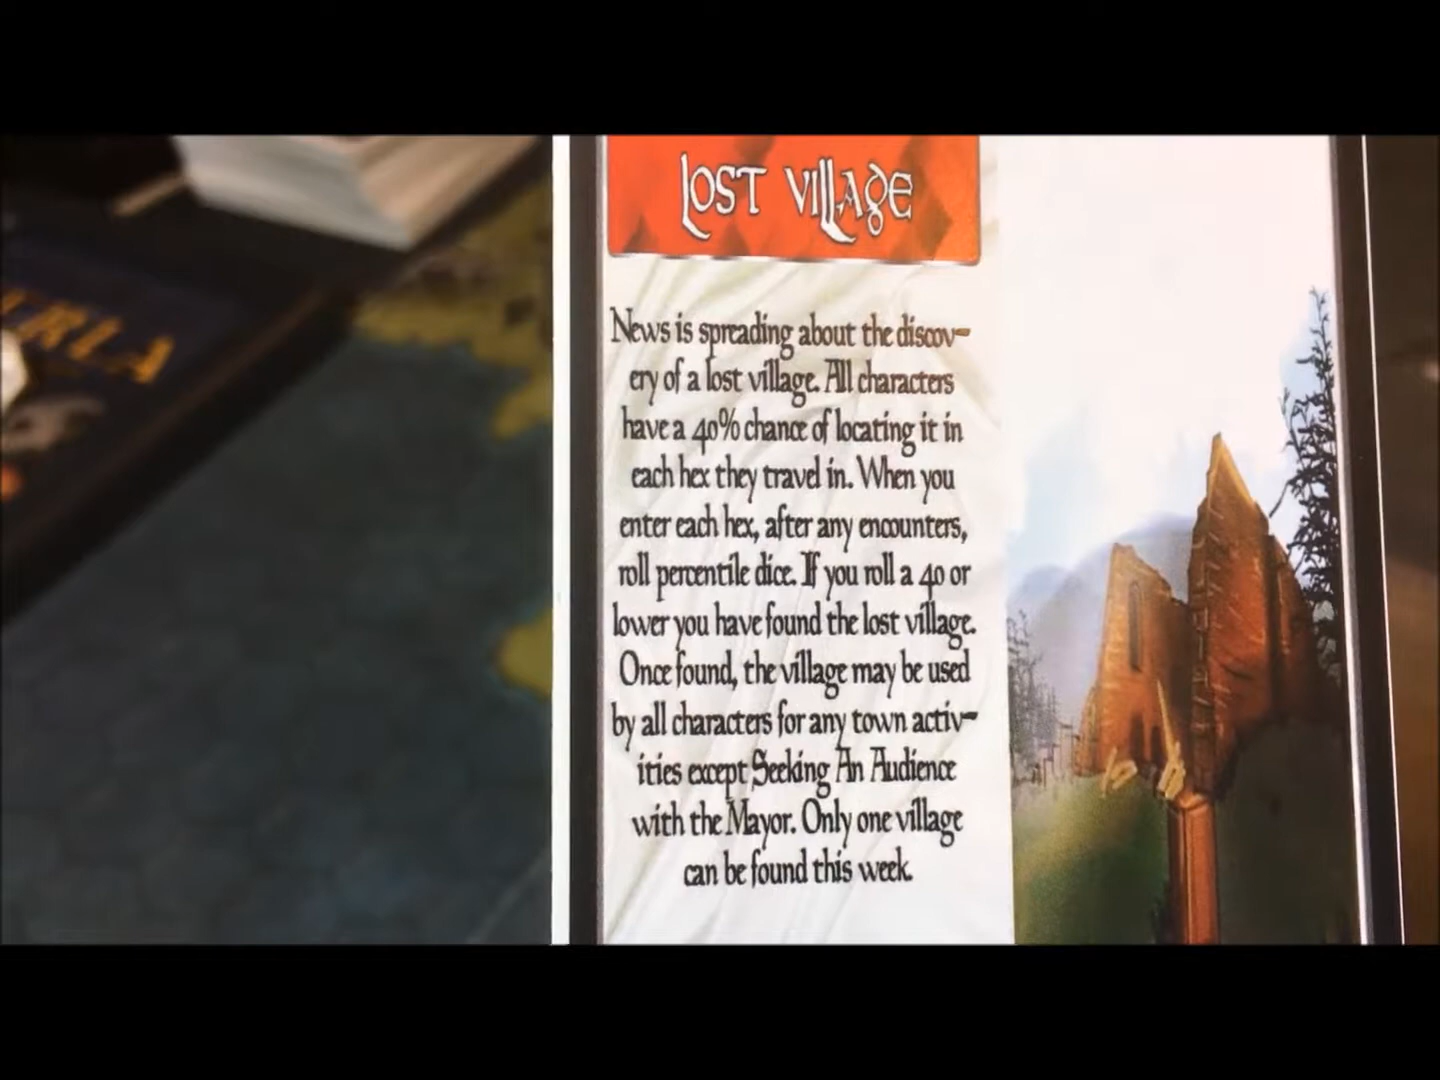 LOST VILLAGE
News is spreading about the discov-
ery of a lost village. All characters
have a 40% chance of locating it in
each hex they travel in. When you
enter each hex, after any encounters,
roll percentile dice. If you roll a 40 or
lower you have found the lost village.
Once found, the village may be used
by all characters for any town activ-
ities except Seeking An Audience
with the Mayor. Only one village
can be found this week.